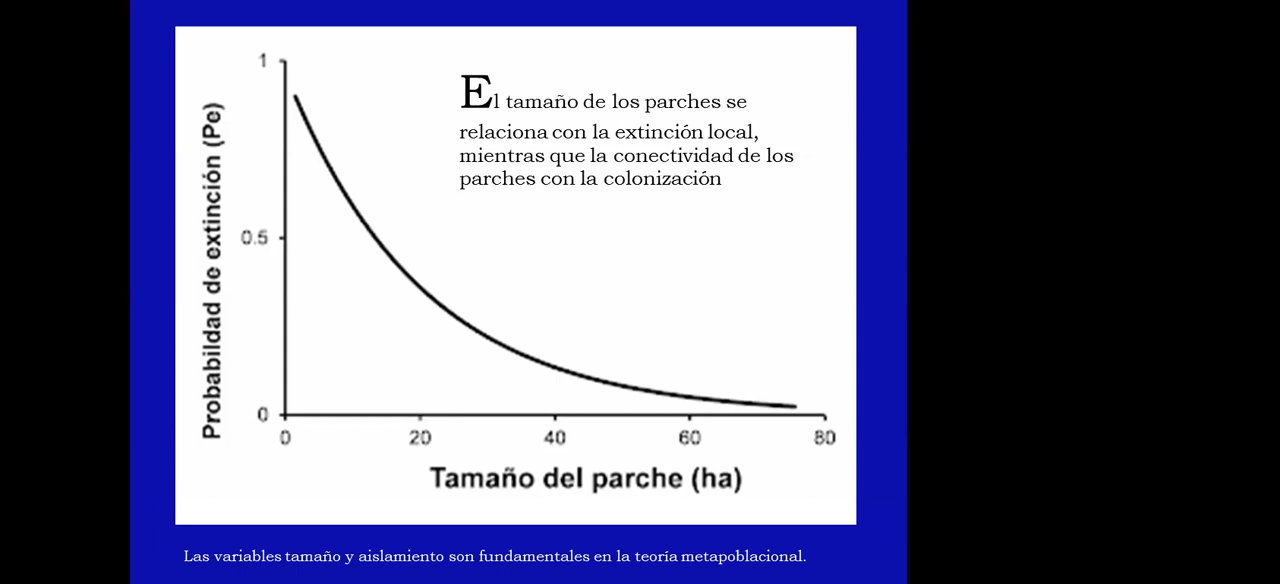 El tamaño de los parches se
relaciona con la extinción local,
mientras que la conectividad de los
parches con la colonización
1
0.5
0
Probabildad de extinción (Pe)
0 20 40 60 80
Tamaño del parche (ha)
Las variables tamaño y aislamiento son fundamentales en la teoría metapoblacional.